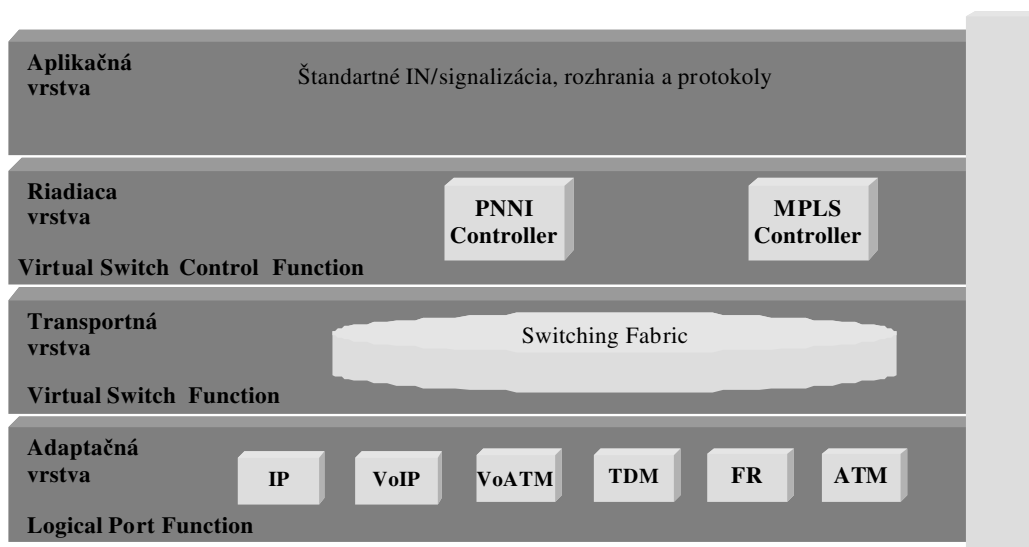 Aplikačná
vrstva
Štandartné IN/signalizácia, rozhrania a protokoly
Riadiaca
vrstva
PNNI
Controller
MPLS
Controller
Virtual Switch Control Function
Transportná
vrstva
Switching Fabric
Virtual Switch Function
Adaptačná
vrstva
IP
VoIP
VoATM
TDM
FR
ATM
Logical Port Function